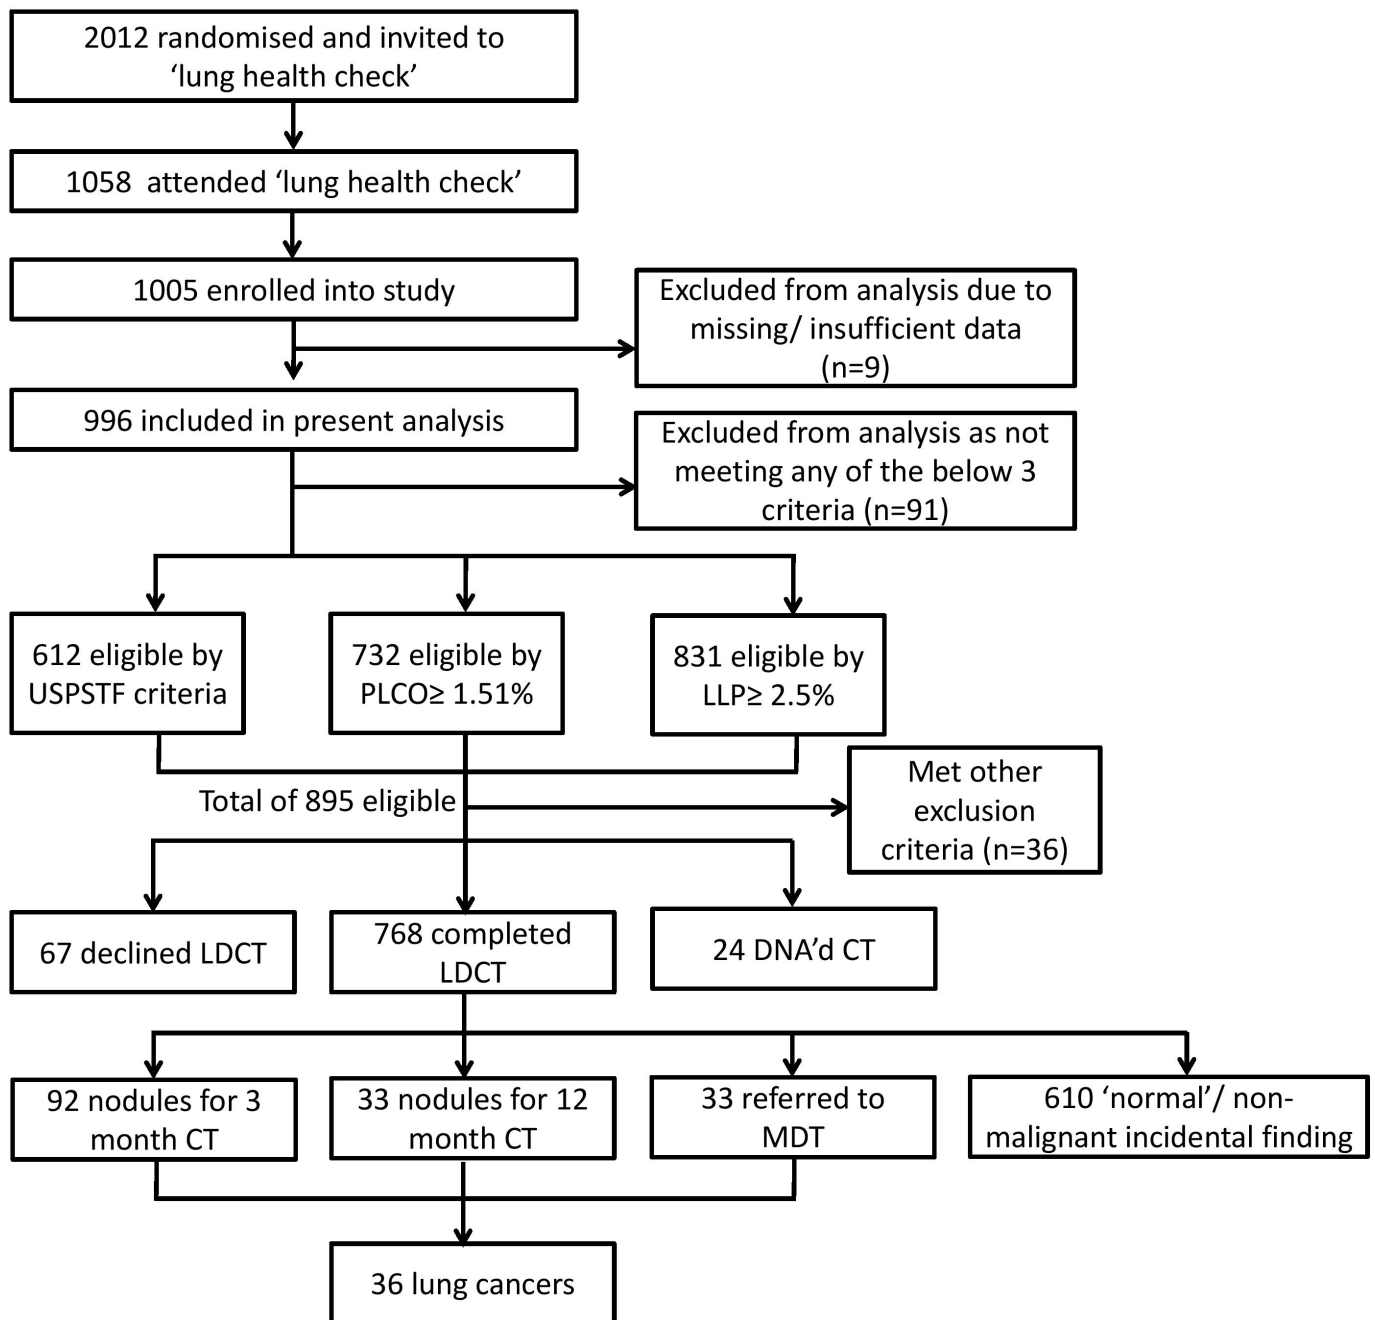 2012 randomised and invited to
‘lung health check’
1058 attended ‘lung health check’
1005 enrolled into study
Excluded from analysis due to
missing/ insufficient data
(n=9)
996 included in present analysis
Excluded from analysis as not
meeting any of the below 3
criteria (n=91)
612 eligible by
USPSTF criteria
732 eligible by
PLCO≥ 1.51%
831 eligible by
LLP≥ 2.5%
Total of 895 eligible
Met other
exclusion
criteria (n=36)
67 declined LDCT
768 completed
LDCT
24 DNA’d CT
92 nodules for 3
month CT
33 nodules for 12
month CT
33 referred to
MDT
610 ‘normal’/ non-
malignant incidental finding
36 lung cancers